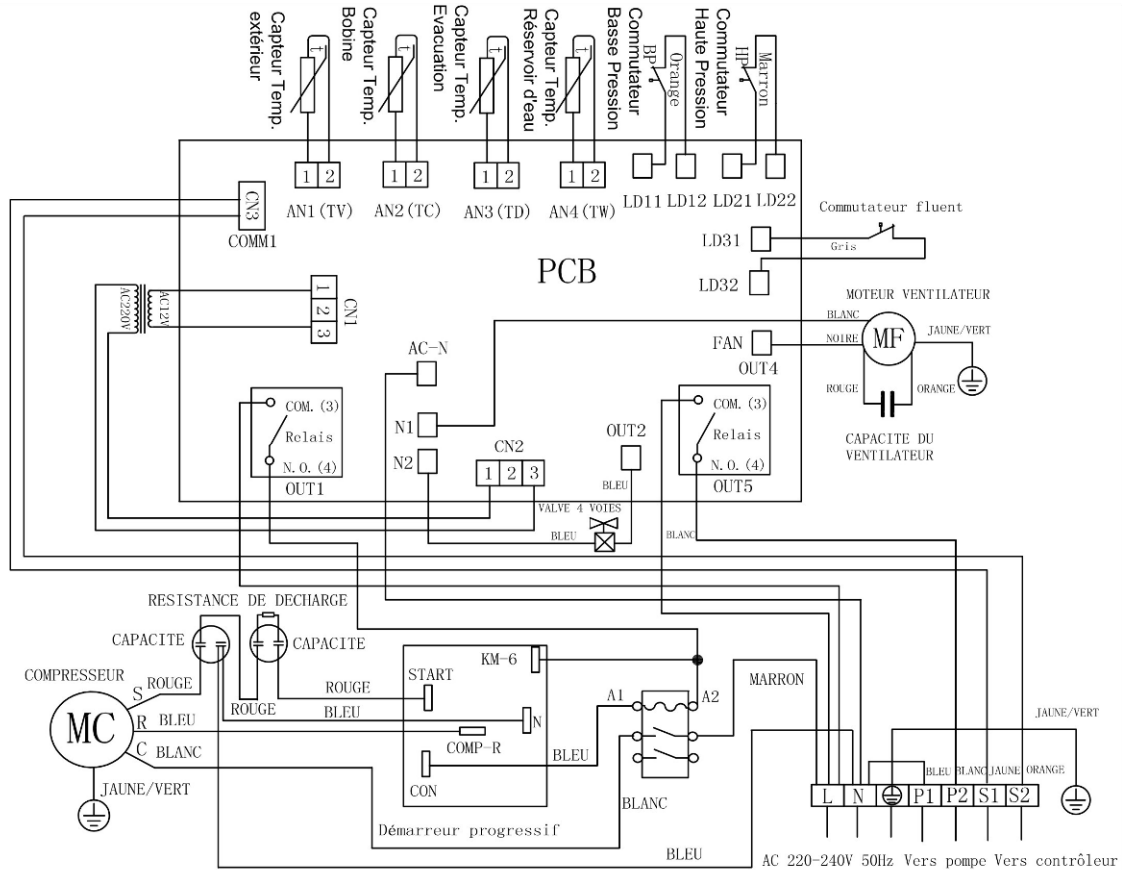 Capteur Temp.
extérieur
Capteur Temp.
Bobine
Capteur Temp.
Evacuation
Capteur Temp.
Réservoir d'eau
Commutateur
Basse Pression
Commutateur
Haute Pression
t
t
t
t
BP
Orange
HP
Marron
1 2
1 2
1 2
1 2
AN1(TV)
AN2(TC)
AN3(TD)
AN4(TW)
LD11
LD12
LD21
LD22
CN3
COMM1
LD31
LD32
Commutateur fluent
Gris
PCB
AC220V
AC12V
1
2
3
CN1
MOTEUR VENTILATEUR
BLANC
NOIRE
MF
JAUNE/VERT
ROUGE
ORANGE
CAPACITE DU
VENTILATEUR
FAN
OUT4
AC-N
N1
N2
COM. (3)
Relais
N.O. (4)
OUT1
CN2
1 2 3
OUT2
BLEU
COM. (3)
Relais
N.O. (4)
OUT5
VALVE 4 VOIES
BLEU
BLANC
RESISTANCE DE DECHARGE
CAPACITE
CAPACITE
COMPRESSEUR
MC
S
ROUGE
R
BLEU
C
BLANC
JAUNE/VERT
ROUGE
ROUGE
BLEU
START
KM-6
N
COMP-R
CON
Démarreur progressif
BLEU
A1
A2
MARRON
BLANC
BLEU
JAUNE/VERT
BLEU
BLANC
JAUNE
ORANGE
L N P1 P2 S1 S2
AC 220-240V 50Hz Vers pompe Vers contrôleur